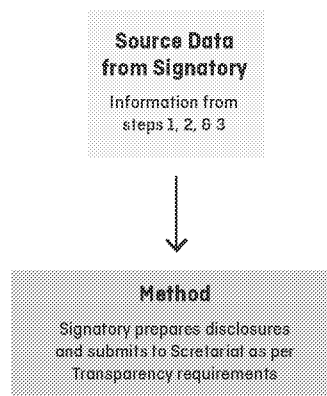 Source Data
from Signatory
Information from
steps 1, 2, & 3
Method
Signatory prepares disclosures
and submits to Scretariat as per
Transparency requirements